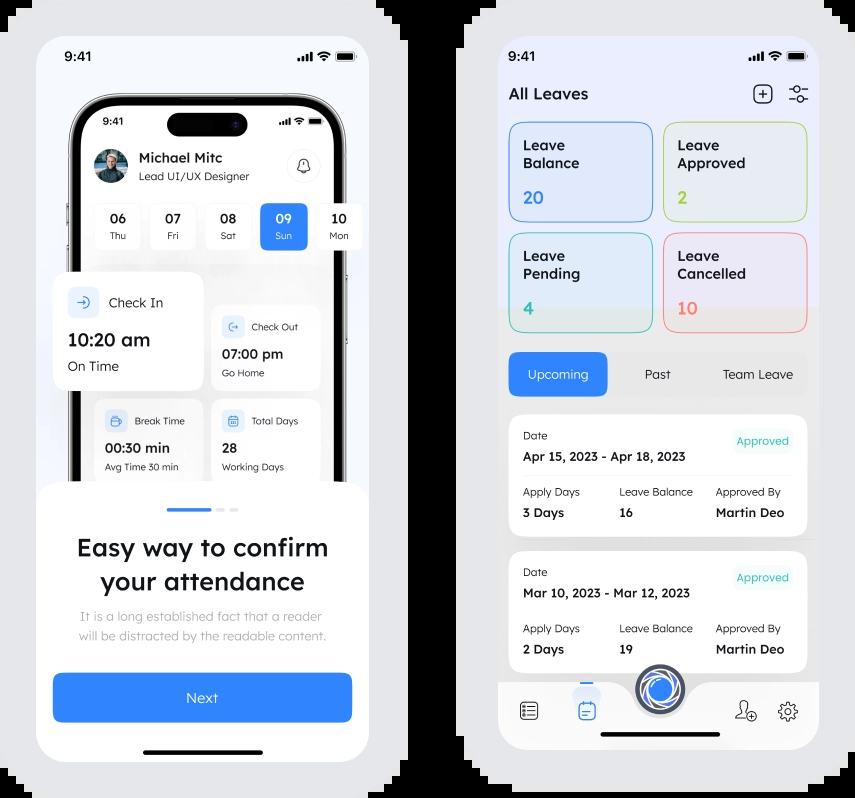 9:41
9:41
Michael Mitc
Lead UI/UX Designer
06 07 08 09 10
Thu Fri Sat Sun Mon
Check In
10:20 am
On Time
Check Out
07:00 pm
Go Home
Break Time
00:30 min
Avg Time 30 min
Total Days
28
Working Days
Easy way to confirm
your attendance
It is a long established fact that a reader
will be distracted by the readable content.
Next
9:41
All Leaves
Leave
Balance
20
Leave
Approved
2
Leave
Pending
4
Leave
Cancelled
10
Upcoming Past Team Leave
Date
Approved
Apr 15, 2023 - Apr 18, 2023
Apply Days Leave Balance Approved By
3 Days 16 Martin Deo
Date
Approved
Mar 10, 2023 - Mar 12, 2023
Apply Days Leave Balance Approved By
2 Days 19 Martin Deo